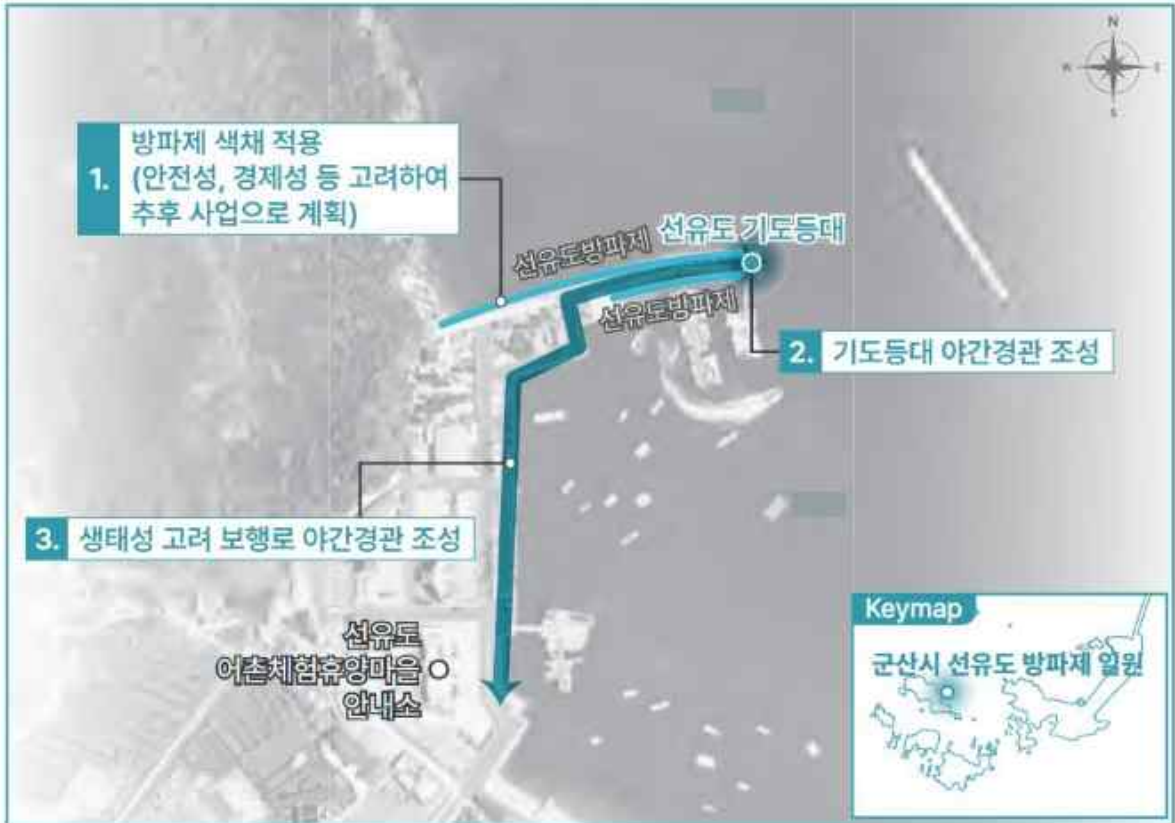 N
W
E
S
1.
방파제 색채 적용
(안전성, 경제성 등 고려하여
추후 사업으로 계획)
선유도방파제
선유도 기도등대
선유도방파제
2. 기도등대 야간경관 조성
3. 생태성 고려 보행로 야간경관 조성
선유도
어촌체험휴양마을
안내소
Keymap
군산시 선유도 방파제 일원